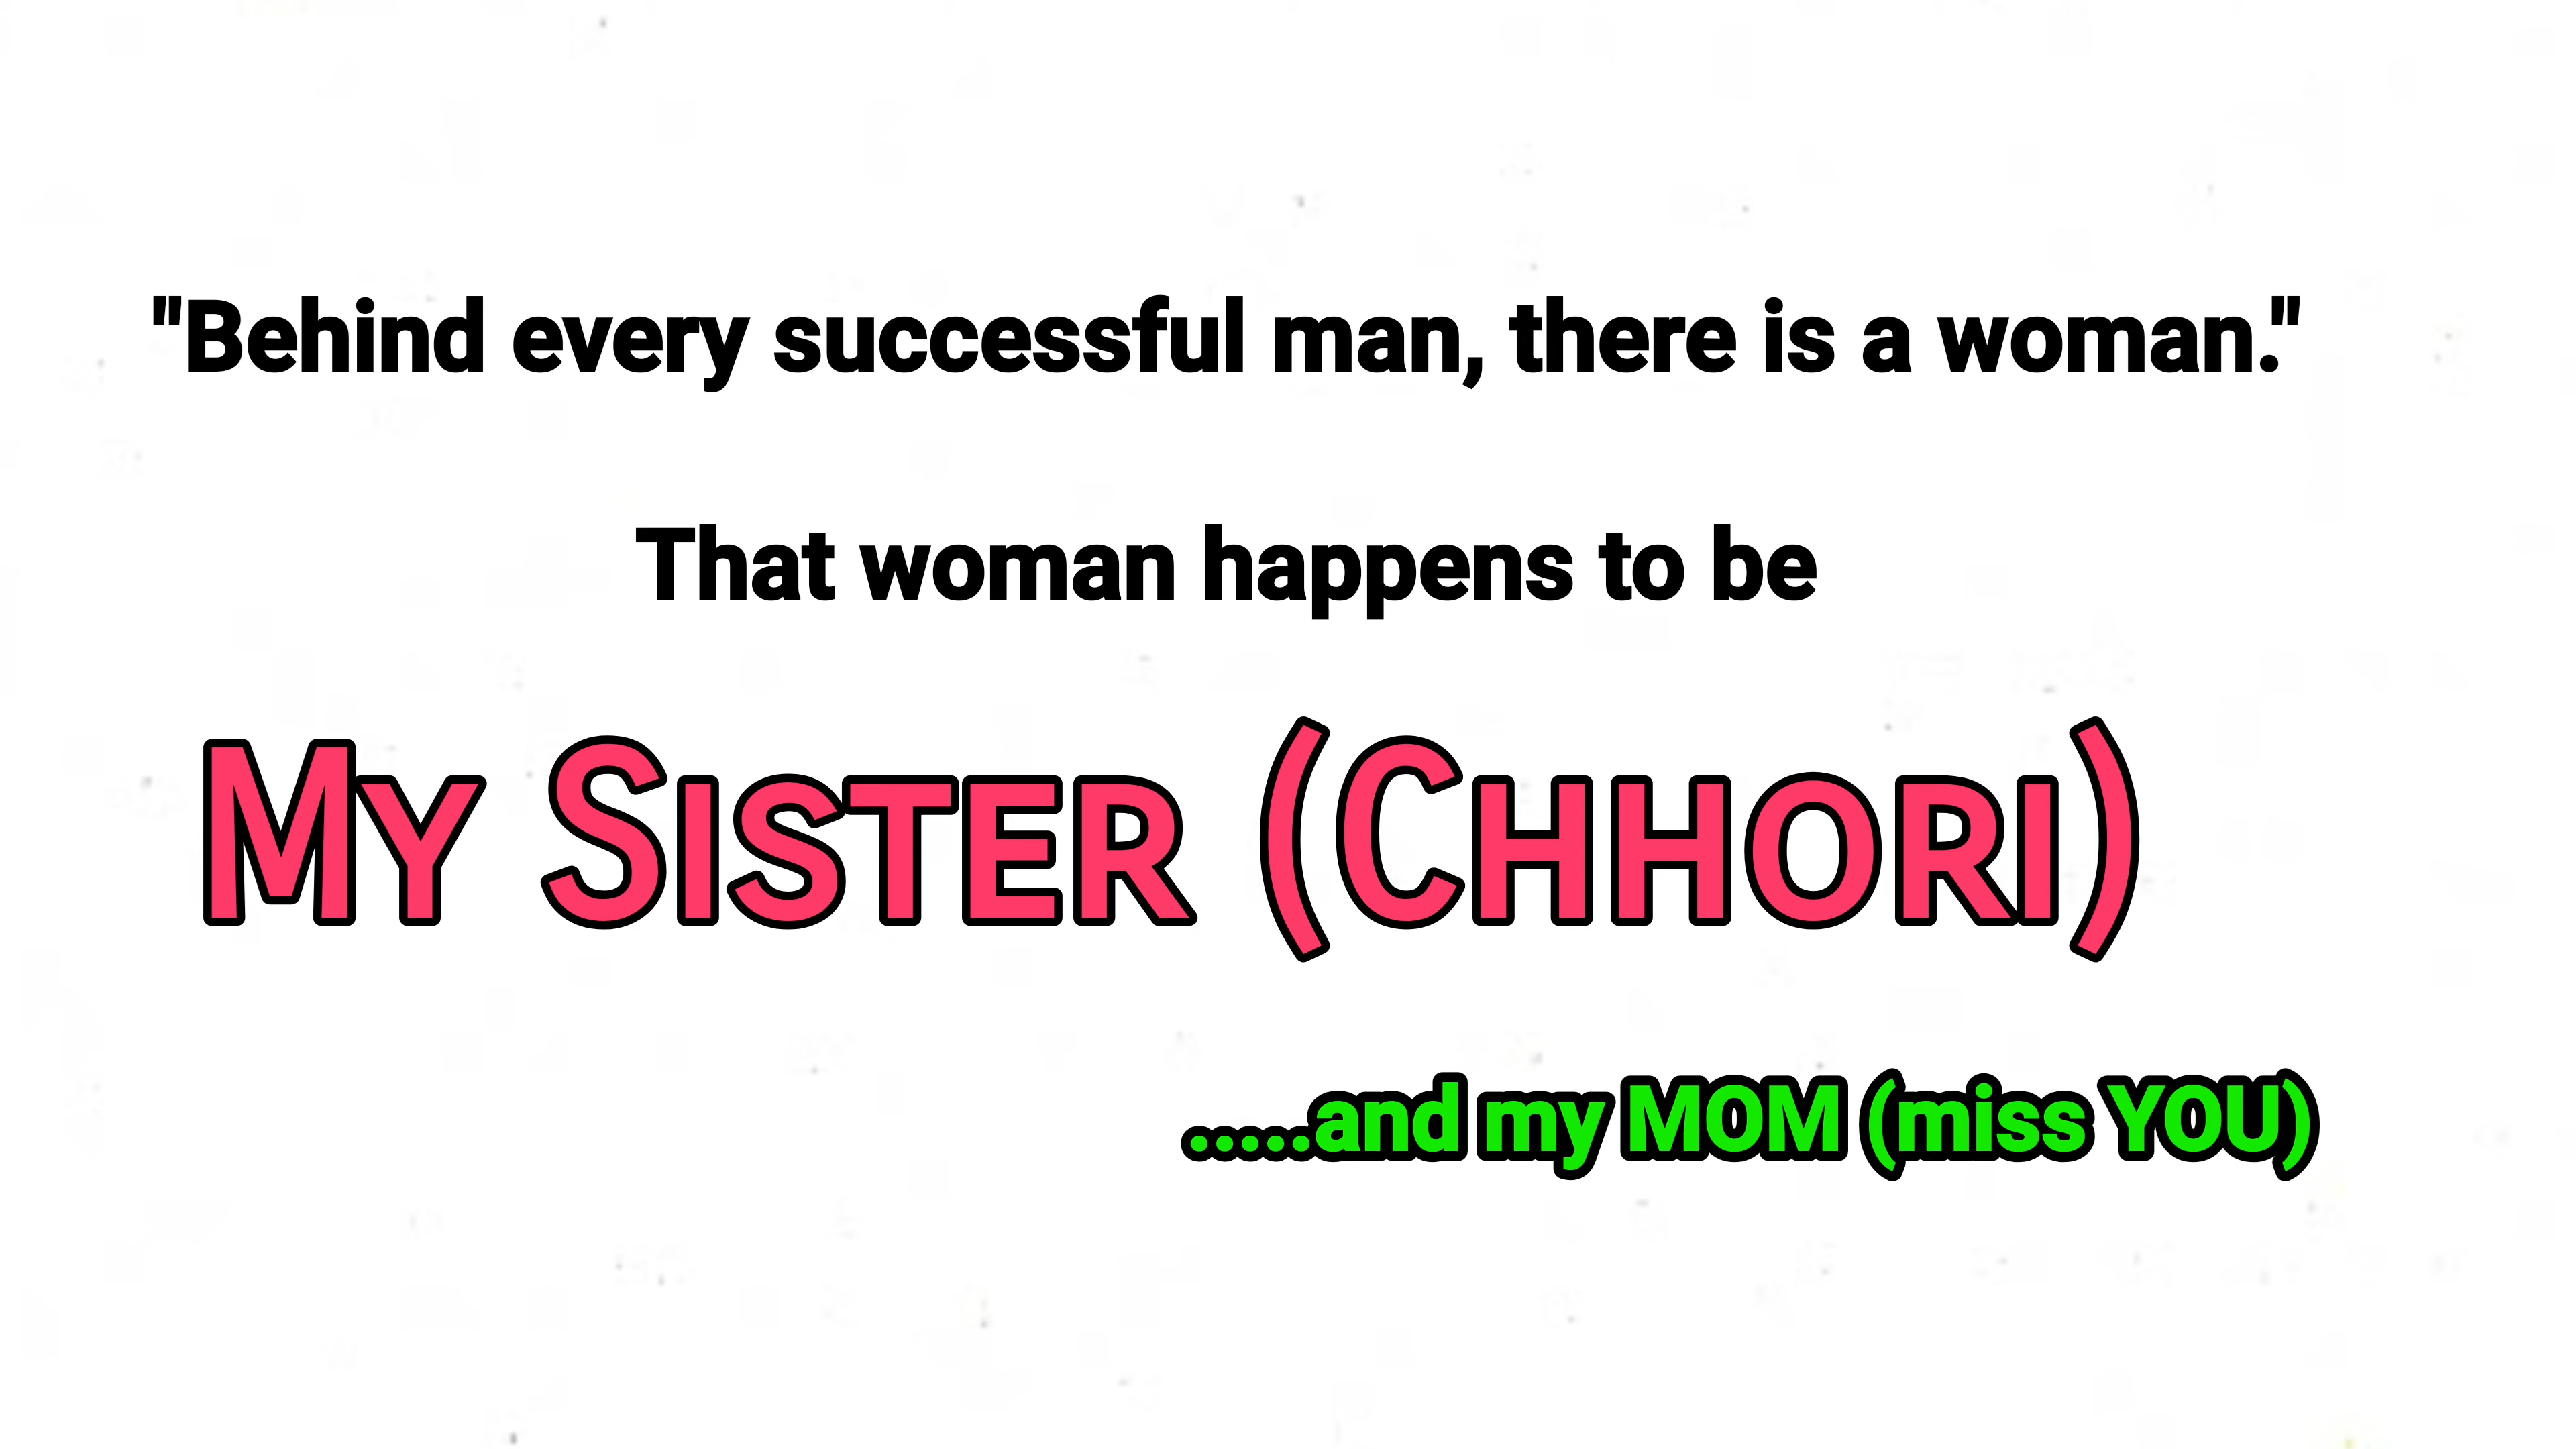 "Behind every successful man, there is a woman."
That woman happens to be
My Sister (Chhori)
.....and my MOM (miss YOU)